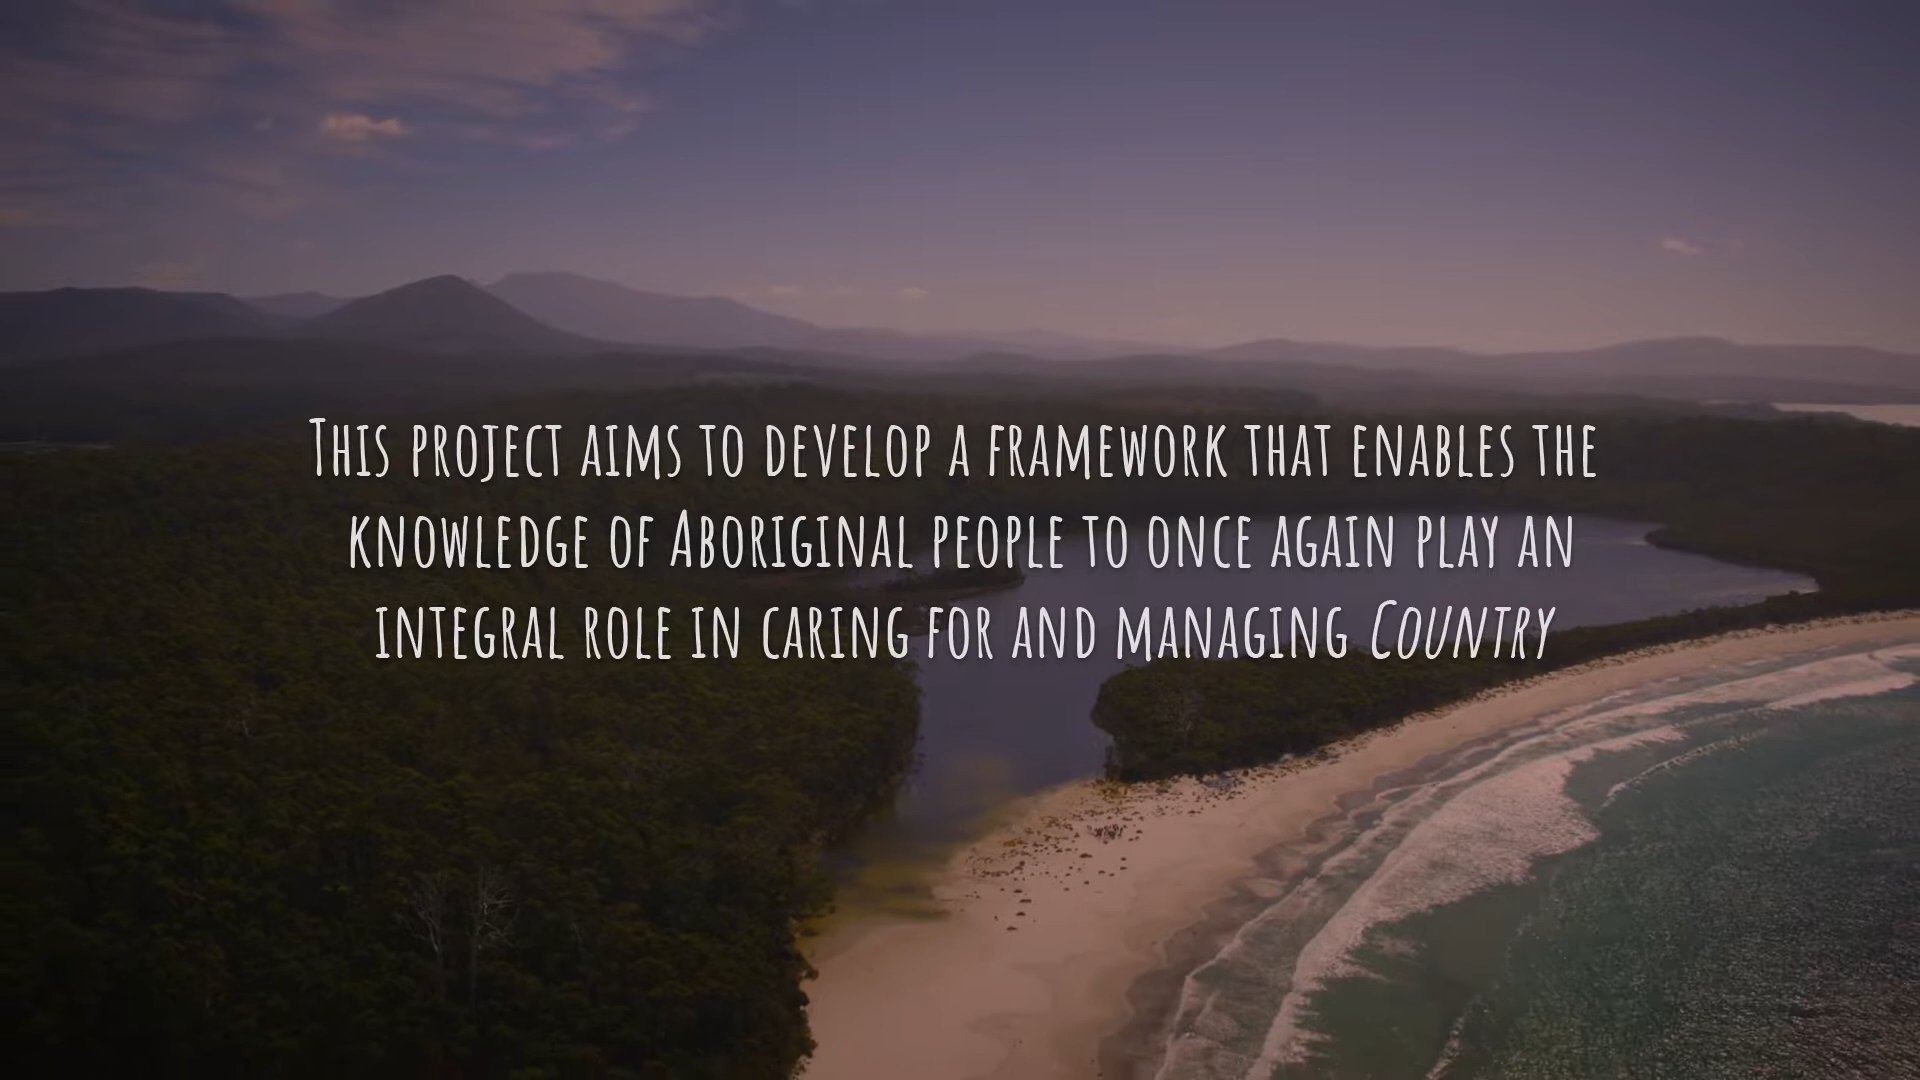 This project aims to develop a framework that enables the
knowledge of Aboriginal people to once again play an
integral role in caring for and managing Country